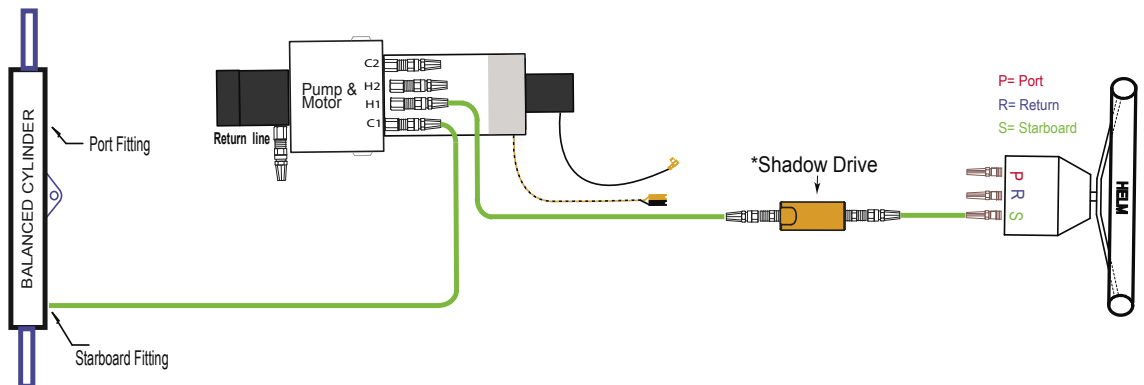 BALANCED CYLINDER
Port Fitting
Starboard Fitting
Return line
Pump &
Motor
C2
H2
H1
C1
*Shadow Drive
P= Port
R= Return
S= Starboard
P
R
S
HELM